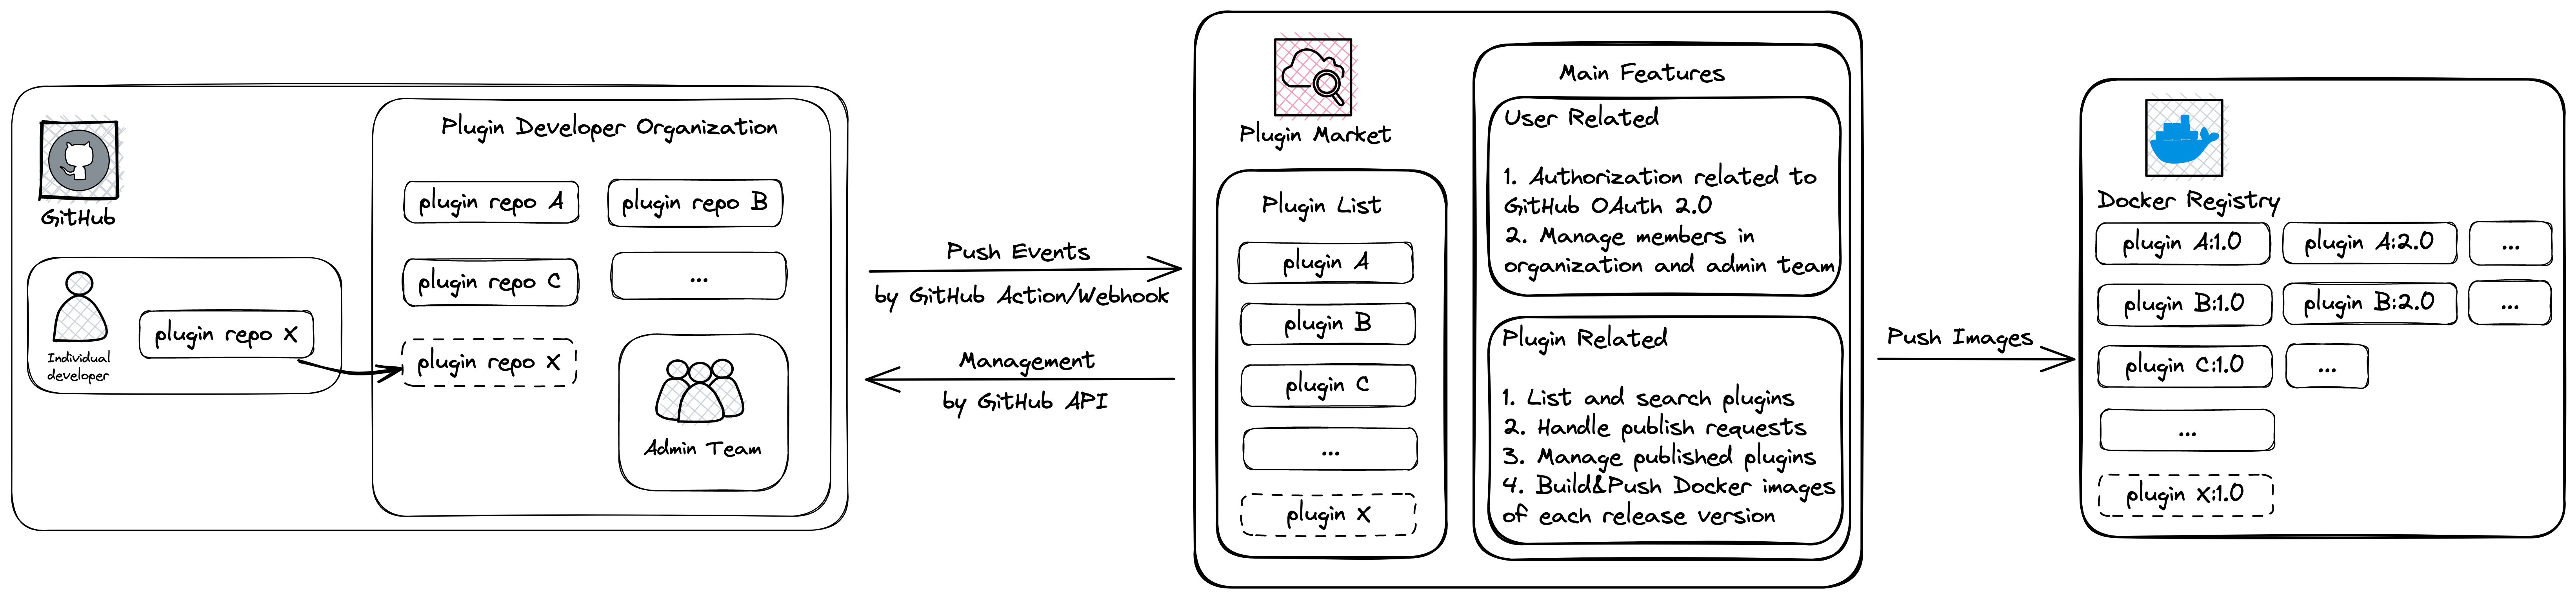 GitHub
Individual
developer
plugin repo X
Plugin Developer Organization
plugin repo A
plugin repo B
plugin repo C
...
plugin repo X
Admin Team
Push Events
by GitHub Action/Webhook
Management
by GitHub API
Plugin Market
Plugin List
plugin A
plugin B
plugin C
...
plugin X
Main Features
User Related
1. Authorization related to
GitHub OAuth 2.0
2. Manage members in
organization and admin team
Plugin Related
1. List and search plugins
2. Handle publish requests
3. Manage published plugins
4. Build&Push Docker images
of each release version
Push Images
Docker Registry
plugin A:1.0
plugin A:2.0
...
plugin B:1.0
plugin B:2.0
...
plugin C:1.0
...
...
plugin X:1.0